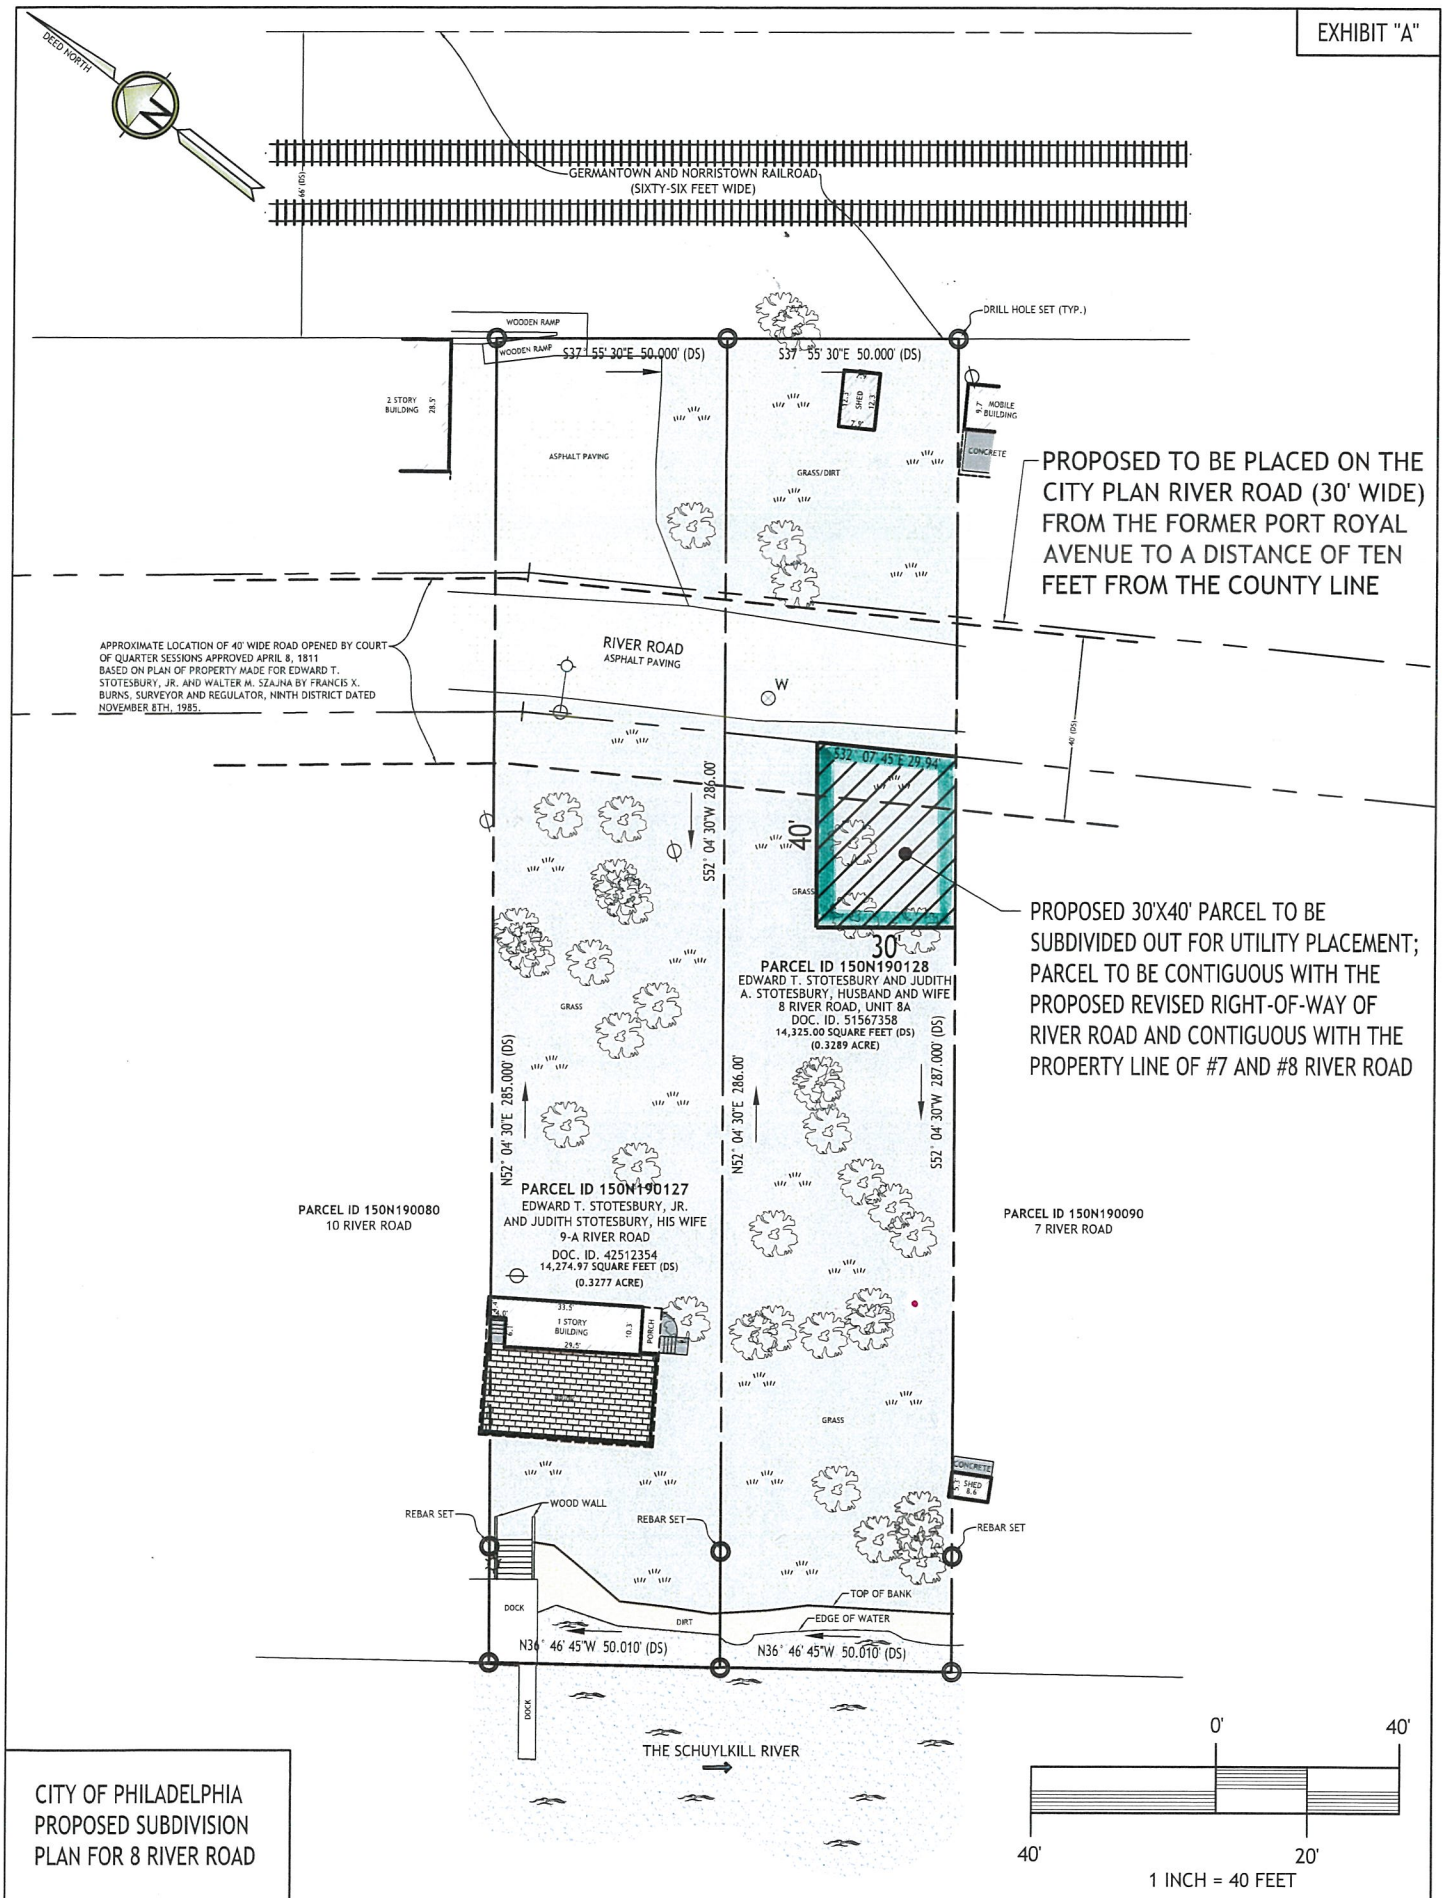 EXHIBIT "A"
DEED NORTH
N
66' (DS)
GERMANTOWN AND NORRISTOWN RAILROAD
(SIXTY-SIX FEET WIDE)
DRILL HOLE SET (TYP.)
WOODEN RAMP
WOODEN RAMP
S37° 55' 30"E 50.000' (DS)
S37° 55' 30"E 50.000' (DS)
2 STORY
BUILDING
28.5'
12.3'
SHED
12.3'
7.9'
9.7'
MOBILE
BUILDING
CONCRETE
ASPHALT PAVING
GRASS/DIRT
PROPOSED TO BE PLACED ON THE
CITY PLAN RIVER ROAD (30' WIDE)
FROM THE FORMER PORT ROYAL
AVENUE TO A DISTANCE OF TEN
FEET FROM THE COUNTY LINE
APPROXIMATE LOCATION OF 40' WIDE ROAD OPENED BY COURT
OF QUARTER SESSIONS APPROVED APRIL 8, 1811
BASED ON PLAN OF PROPERTY MADE FOR EDWARD T.
STOTESBURY, JR. AND WALTER M. SZAJNA BY FRANCIS X.
BURNS, SURVEYOR AND REGULATOR, NINTH DISTRICT DATED
NOVEMBER 8TH, 1985.
RIVER ROAD
ASPHALT PAVING
W
40' (DS)
S32° 07' 45"E 29.94'
S52° 04' 30"W 286.00'
40'
GRASS
30'
PROPOSED 30'X40' PARCEL TO BE
SUBDIVIDED OUT FOR UTILITY PLACEMENT;
PARCEL TO BE CONTIGUOUS WITH THE
PROPOSED REVISED RIGHT-OF-WAY OF
RIVER ROAD AND CONTIGUOUS WITH THE
PROPERTY LINE OF #7 AND #8 RIVER ROAD
PARCEL ID 150N190128
EDWARD T. STOTESBURY AND JUDITH
A. STOTESBURY, HUSBAND AND WIFE
8 RIVER ROAD, UNIT 8A
DOC. ID. 51567358
14,325.00 SQUARE FEET (DS)
(0.3289 ACRE)
GRASS
N52° 04' 30"E 285.000' (DS)
N52° 04' 30"E 286.00'
S52° 04' 30"W 287.000' (DS)
PARCEL ID 150N190127
EDWARD T. STOTESBURY, JR.
AND JUDITH STOTESBURY, HIS WIFE
9-A RIVER ROAD
DOC. ID. 42512354
14,274.97 SQUARE FEET (DS)
(0.3277 ACRE)
PARCEL ID 150N190080
10 RIVER ROAD
PARCEL ID 150N190090
7 RIVER ROAD
33.5'
1 STORY
BUILDING
29.5'
10.3'
PORCH
GRASS
CONCRETE
SHED
8.6
REBAR SET
WOOD WALL
REBAR SET
REBAR SET
TOP OF BANK
DOCK
DIRT
EDGE OF WATER
N36° 46' 45"W 50.010' (DS)
N36° 46' 45"W 50.010' (DS)
DOCK
THE SCHUYLKILL RIVER
CITY OF PHILADELPHIA
PROPOSED SUBDIVISION
PLAN FOR 8 RIVER ROAD
0'
40'
40'
20'
1 INCH = 40 FEET